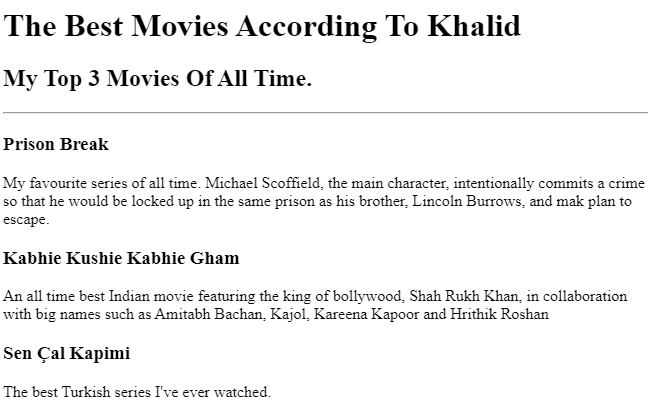 The Best Movies According To Khalid
My Top 3 Movies Of All Time.
Prison Break
My favourite series of all time. Michael Scoffield, the main character, intentionally commits a crime
so that he would be locked up in the same prison as his brother, Lincoln Burrows, and mak plan to
escape.
Kabhie Kushie Kabhie Gham
An all time best Indian movie featuring the king of bollywood, Shah Rukh Khan, in collaboration
with big names such as Amitabh Bachan, Kajol, Kareena Kapoor and Hrithik Roshan
Sen Çal Kapimi
The best Turkish series I've ever watched.